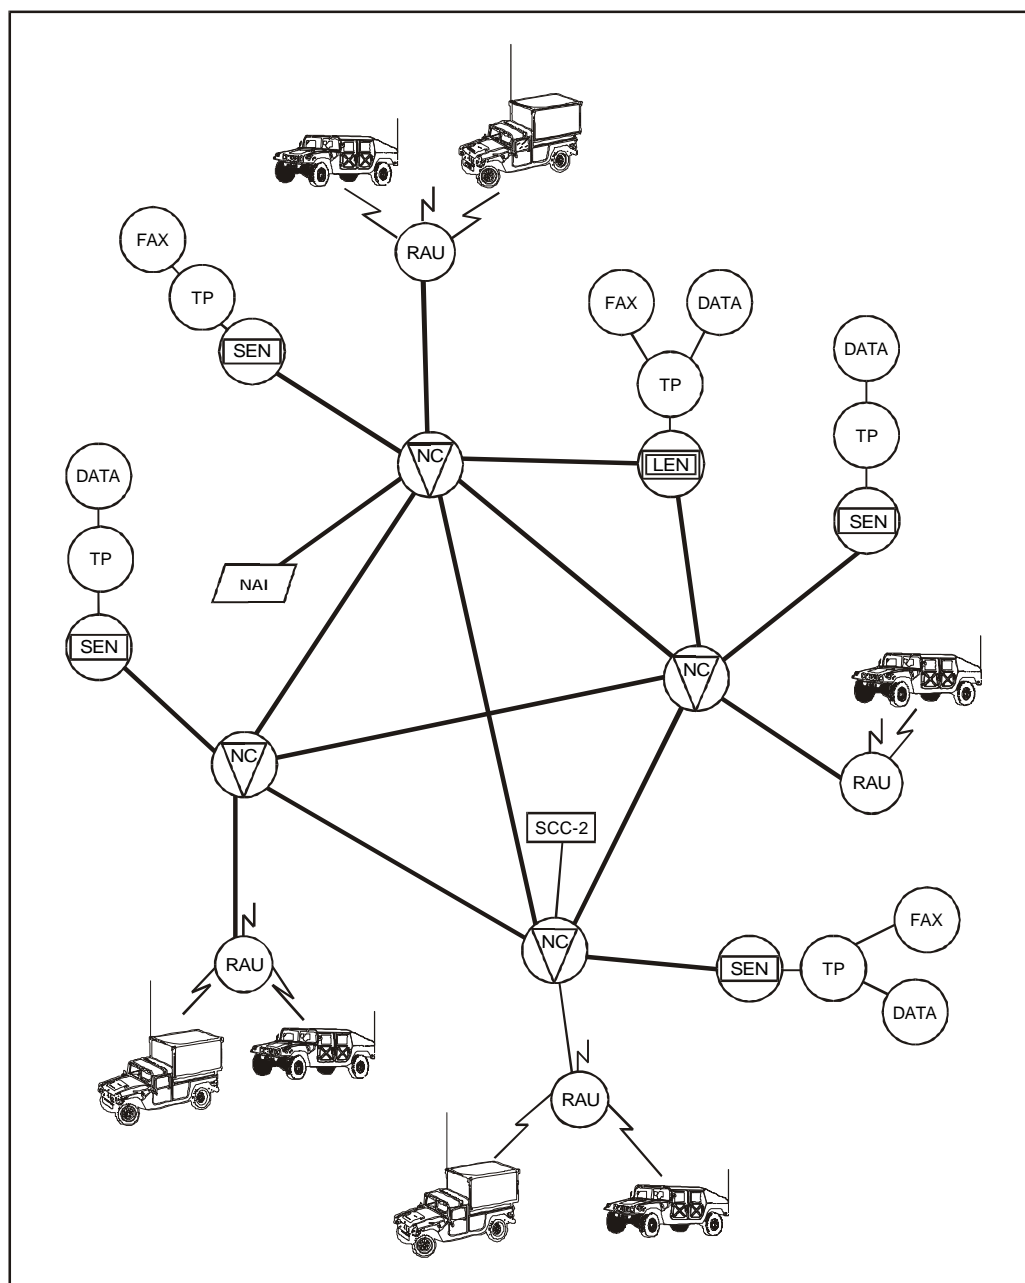 RAU
FAX
TP
SEN
FAX
DATA
TP
LEN
DATA
TP
SEN
NC
DATA
TP
SEN
NAI
NC
RAU
NC
SCC-2
NC
SEN
TP
FAX
DATA
RAU
RAU